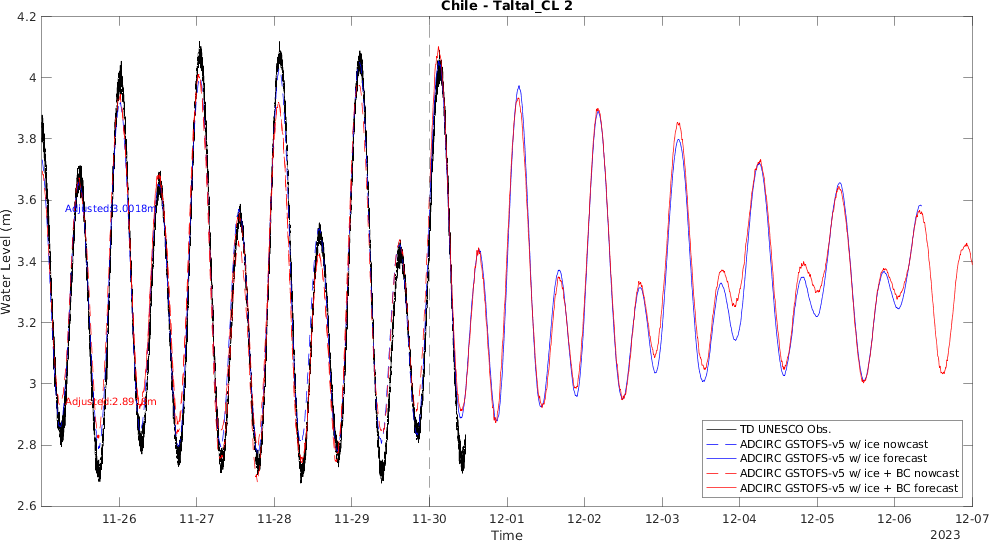 Chile - Taltal_CL 2
Water Level (m)
4.2
4
3.8
3.6
3.4
3.2
3
2.8
2.6
Adjusted:3.0018m
TD UNESCO Obs.
ADCIRC GSTOFS-v5 w/ ice nowcast
ADCIRC GSTOFS-v5 w/ ice forecast
ADCIRC GSTOFS-v5 w/ ice + BC nowcast
ADCIRC GSTOFS-v5 w/ ice + BC forecast
11-26
11-27
11-28
11-29
11-30
12-01
12-02
12-03
12-04
12-05
12-06
12-07
Time
2023